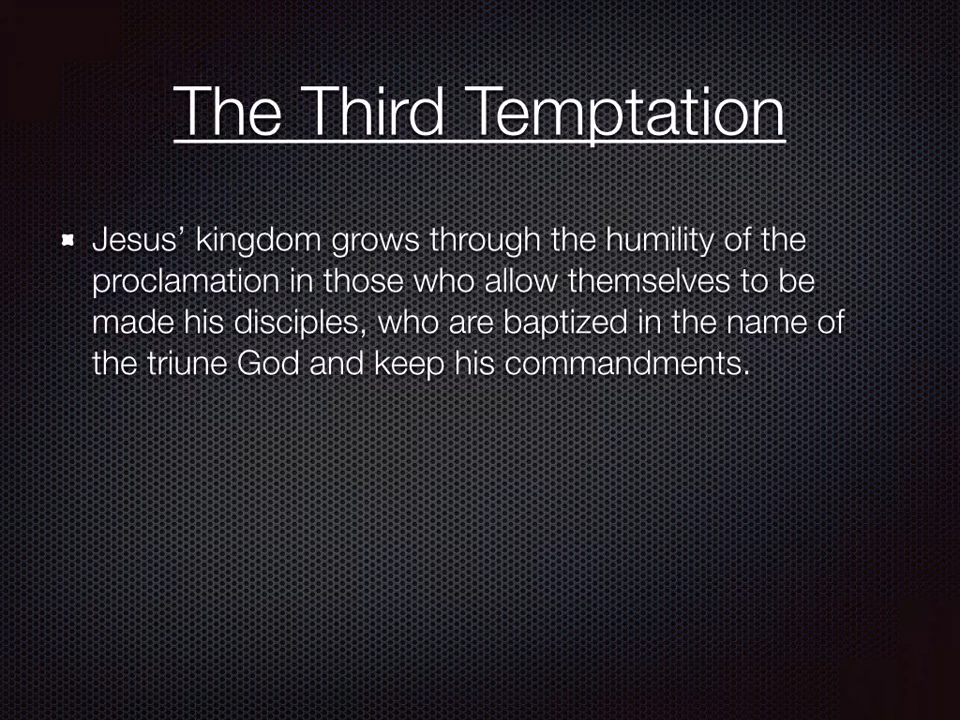 The Third Temptation
Jesus’ kingdom grows through the humility of the
proclamation in those who allow themselves to be
made his disciples, who are baptized in the name of
the triune God and keep his commandments.